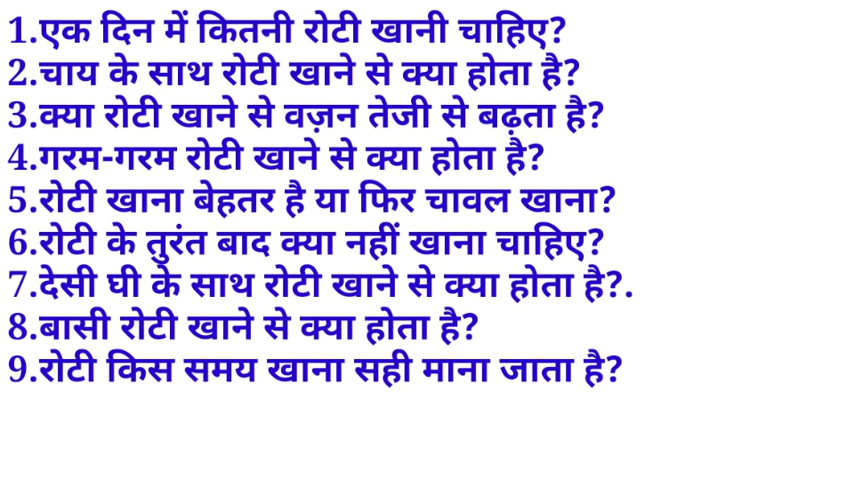 1.एक दिन में कितनी रोटी खानी चाहिए?
2.चाय के साथ रोटी खाने से क्या होता है?
3.क्या रोटी खाने से वज़न तेजी से बढ़ता है?
4.गरम-गरम रोटी खाने से क्या होता है?
5.रोटी खाना बेहतर है या फिर चावल खाना?
6.रोटी के तुरंत बाद क्या नहीं खाना चाहिए?
7.देसी घी के साथ रोटी खाने से क्या होता है?.
8.बासी रोटी खाने से क्या होता है?
9.रोटी किस समय खाना सही माना जाता है?